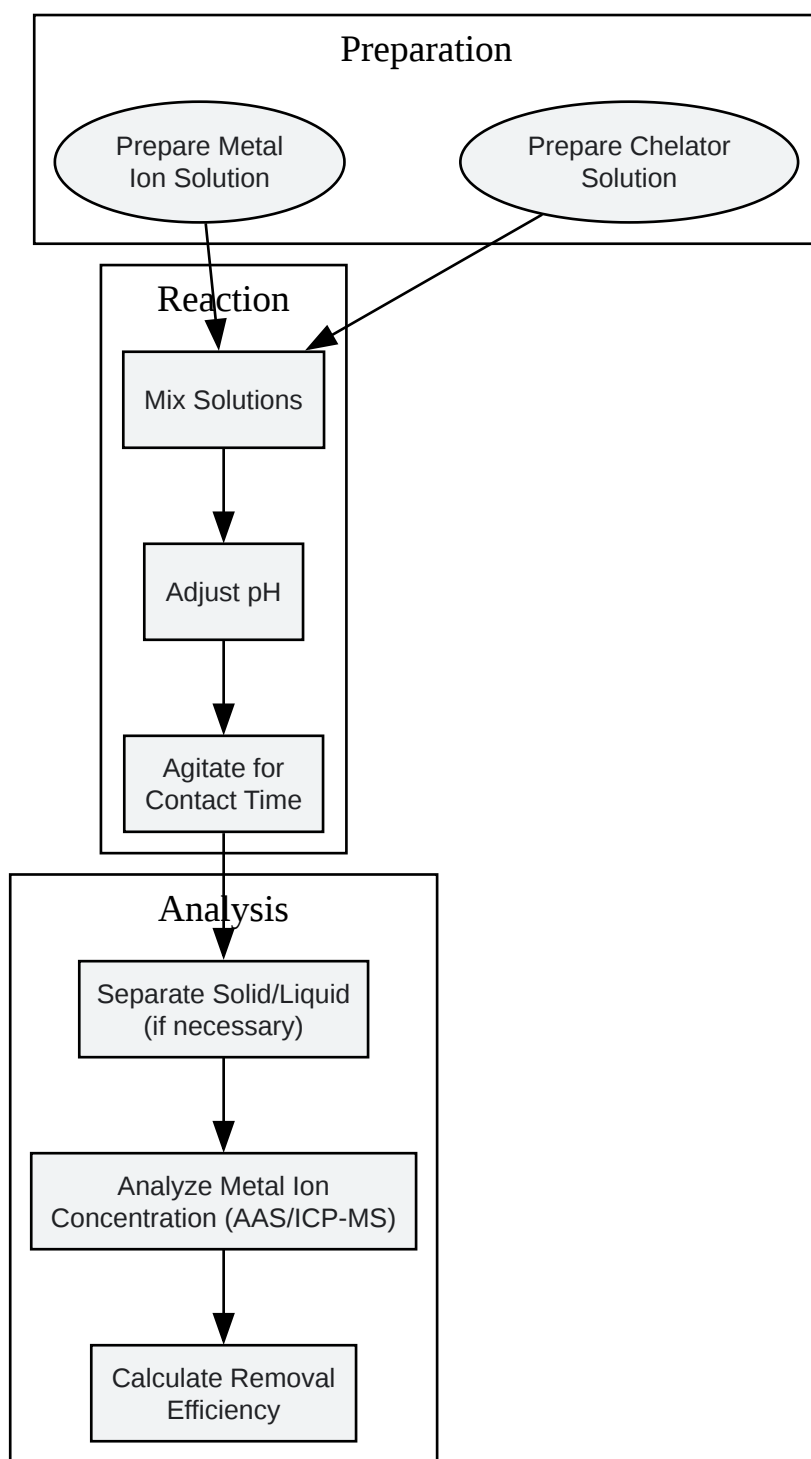 Preparation
Prepare Metal
Ion Solution
Prepare Chelator
Solution
Reaction
Mix Solutions
Adjust pH
Agitate for
Contact Time
Analysis
Separate Solid/Liquid
(if necessary)
Analyze Metal Ion
Concentration (AAS/ICP-MS)
Calculate Removal
Efficiency